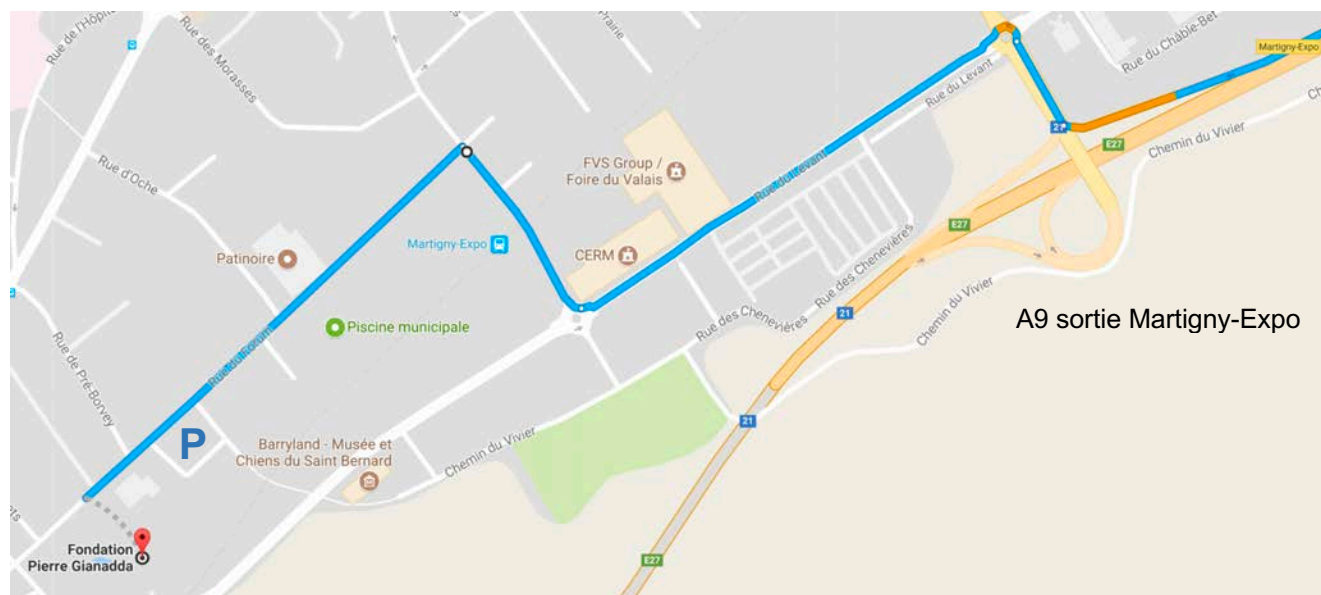 Rue de l'Hôpit
Rue des Morasses
Prairie
Rue du Châble-Bet
Martigny-Expo
Rue du Levant
21
E27
Ch
Chemin du Vivier
Rue d'Oche
FVS Group /
Foire du Valais
Rue du Levant
Martigny-Expo
Patinoire
CERM
E27
Rue des Chenevières
Chemin du Vivier
21
A9 sortie Martigny-Expo
Piscine municipale
Rue du Forum
Rue des Chenevières
Rue de Pré-Borvey
P
Barryland - Musée et
Chiens du Saint Bernard
Chemin du Vivier
21
Fondation
Pierre Gianadda
E27